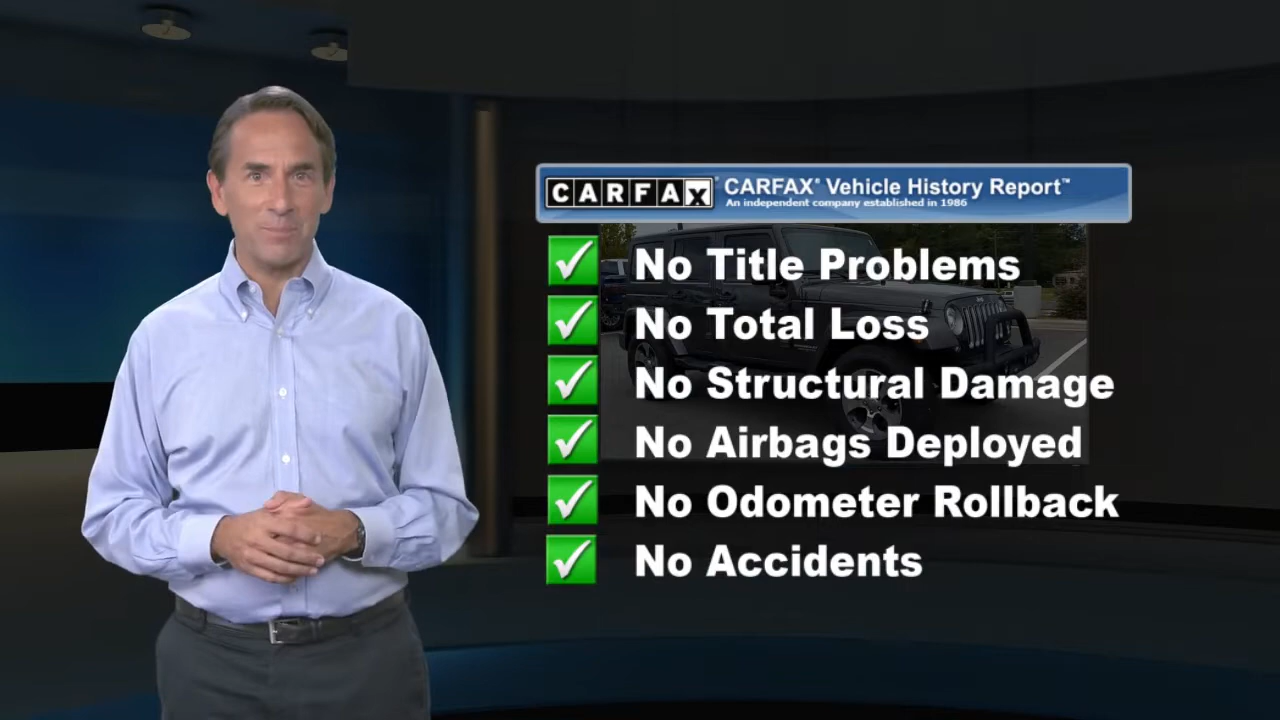 CARFAX® CARFAX® Vehicle History Report™
An independent company established in 1986
No Title Problems
No Total Loss
No Structural Damage
No Airbags Deployed
No Odometer Rollback
No Accidents